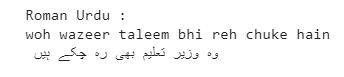 Roman Urdu :
woh wazeer taleem bhi reh chuke hain
وہ وزیر تعلیم بھی رہ چکے ہیں